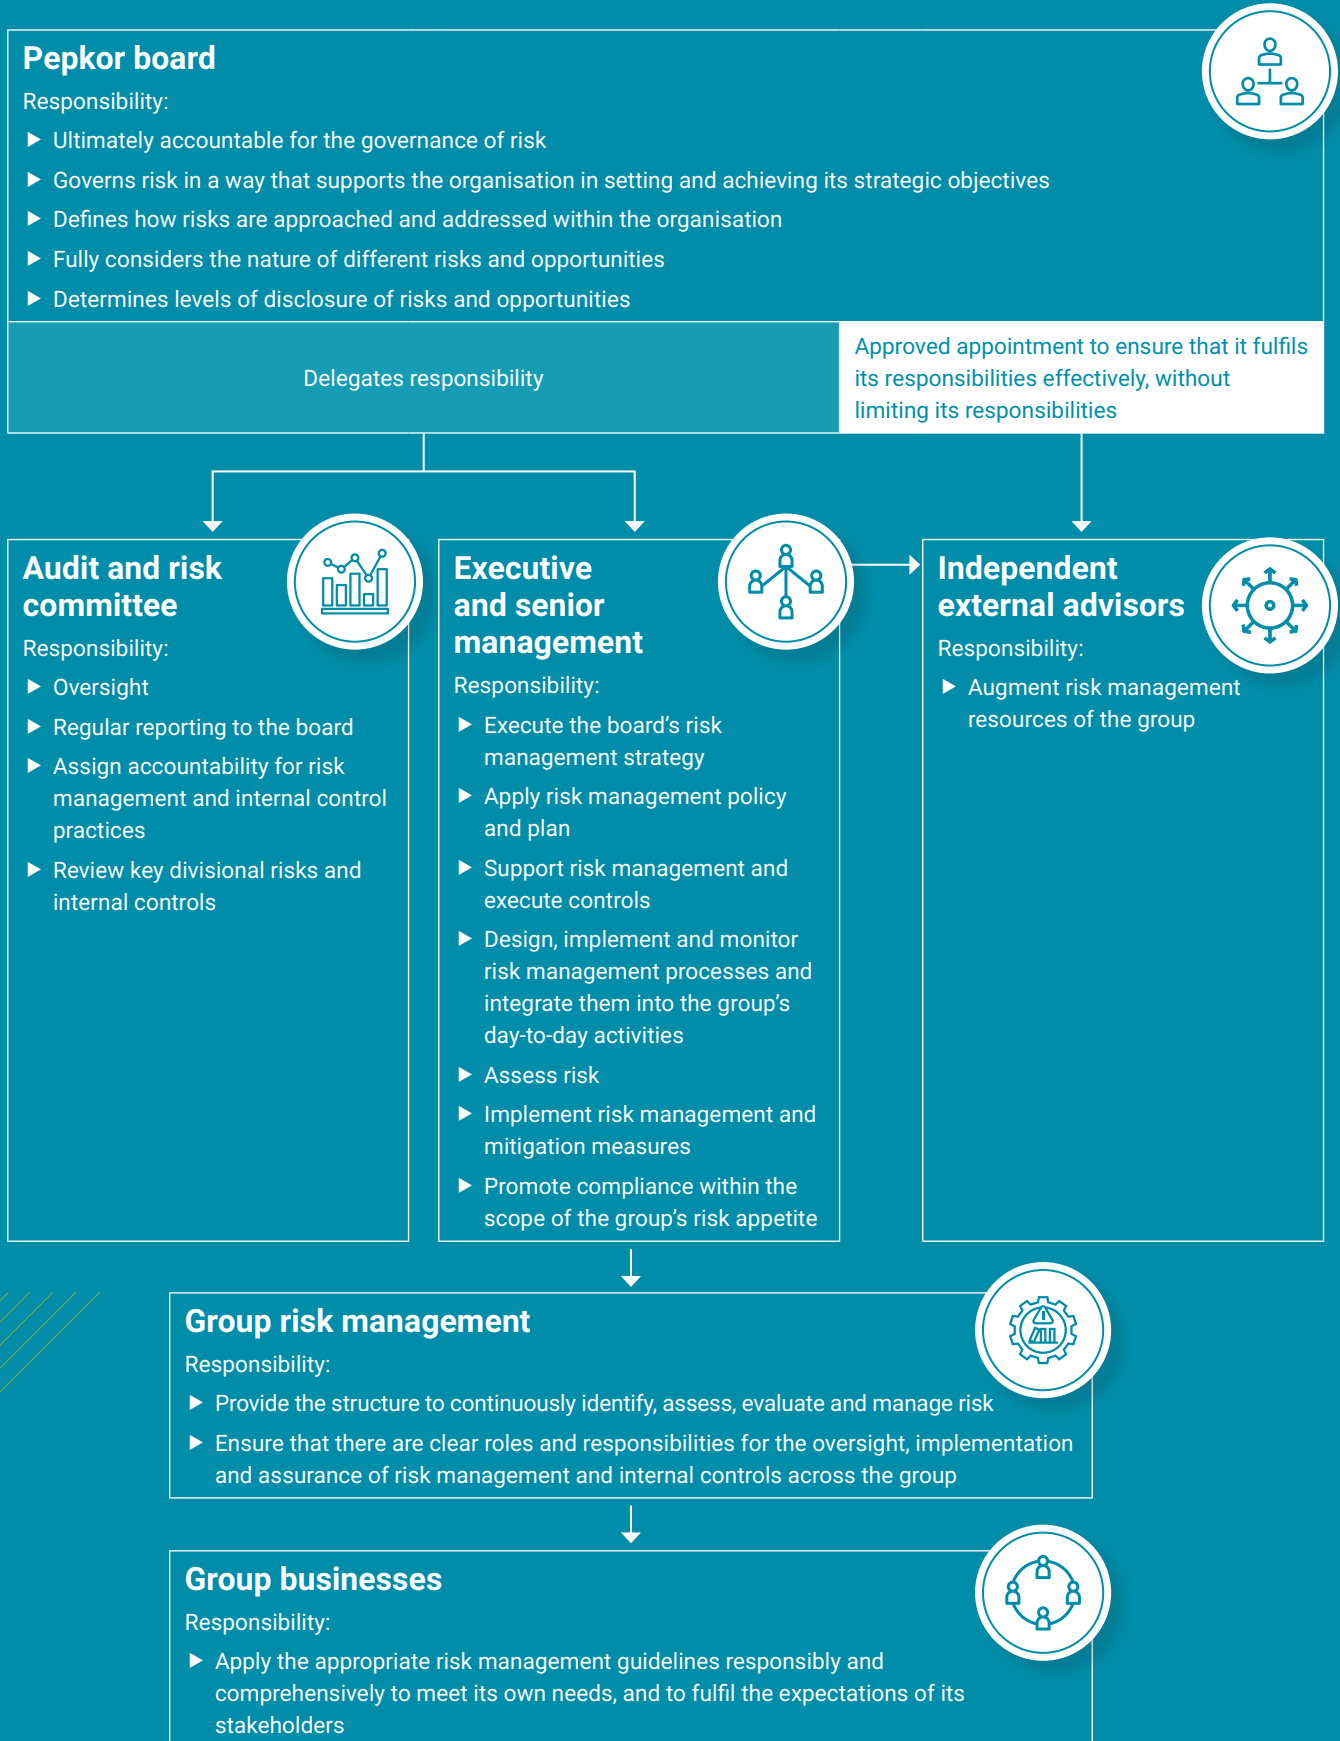 Pepkor board
Responsibility:
Ultimately accountable for the governance of risk
Governs risk in a way that supports the organisation in setting and achieving its strategic objectives
Defines how risks are approached and addressed within the organisation
Fully considers the nature of different risks and opportunities
Determines levels of disclosure of risks and opportunities
Delegates responsibility
Approved appointment to ensure that it fulfils
its responsibilities effectively, without
limiting its responsibilities
Audit and risk
committee
Responsibility:
Oversight
Regular reporting to the board
Assign accountability for risk
management and internal control
practices
Review key divisional risks and
internal controls
Executive
and senior
management
Responsibility:
Execute the board’s risk
management strategy
Apply risk management policy
and plan
Support risk management and
execute controls
Design, implement and monitor
risk management processes and
integrate them into the group’s
day-to-day activities
Assess risk
Implement risk management and
mitigation measures
Promote compliance within the
scope of the group’s risk appetite
Independent
external advisors
Responsibility:
Augment risk management
resources of the group
Group risk management
Responsibility:
Provide the structure to continuously identify, assess, evaluate and manage risk
Ensure that there are clear roles and responsibilities for the oversight, implementation
and assurance of risk management and internal controls across the group
Group businesses
Responsibility:
Apply the appropriate risk management guidelines responsibly and
comprehensively to meet its own needs, and to fulfil the expectations of its
stakeholders